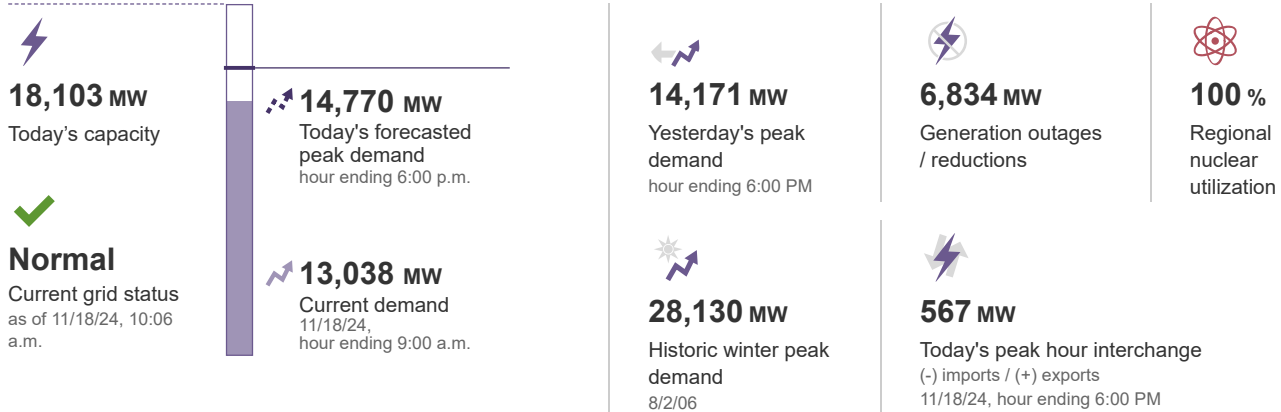 18,103 MW
Today's capacity
Normal
Current grid status
as of 11/18/24, 10:06
a.m.
14,770 MW
Today's forecasted
peak demand
hour ending 6:00 p.m.
13,038 MW
Current demand
11/18/24,
hour ending 9:00 a.m.
14,171 MW
Yesterday's peak
demand
hour ending 6:00 PM
6,834 MW
Generation outages
/ reductions
100 %
Regional
nuclear
utilization
28,130 MW
Historic winter peak
demand
8/2/06
567 MW
Today's peak hour interchange
(-) imports / (+) exports
11/18/24, hour ending 6:00 PM